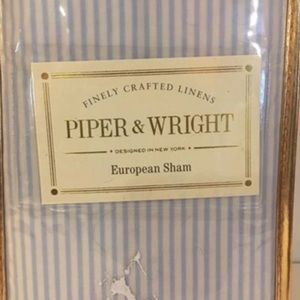 FINELY CRAFTED LINENS
PIPER & WRIGHT
• DESIGNED IN NEW YORK •
European Sham